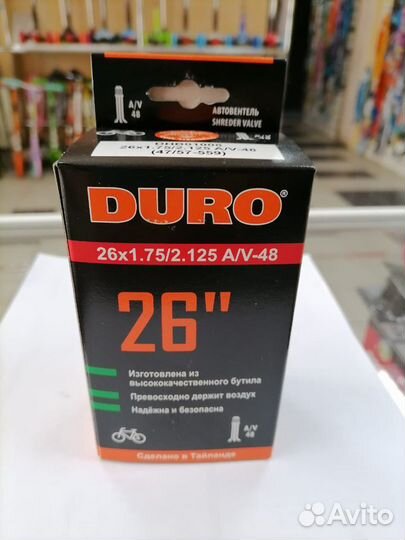 A/V
48
АВТОВЕНТЕЛЬ
SHREDER VALVE
26x1.75/2.125 A/V-48
(47/57-559)
DURO®
26x1.75/2.125 A/V-48
26"
Изготовлена из
высококачественного бутила
Превосходно держит воздух
Надёжна и безопасна
A/V
48
Сделано в Тайланде
Avito